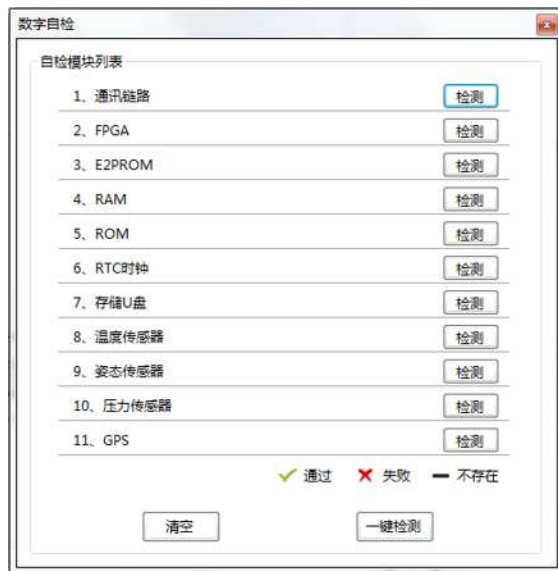 数字自检
自检模块列表
1、通讯链路 检测
2、FPGA 检测
3、E2PROM 检测
4、RAM 检测
5、ROM 检测
6、RTC时钟 检测
7、存储U盘 检测
8、温度传感器 检测
9、姿态传感器 检测
10、压力传感器 检测
11、GPS 检测
通过 失败 不存在
清空 一键检测